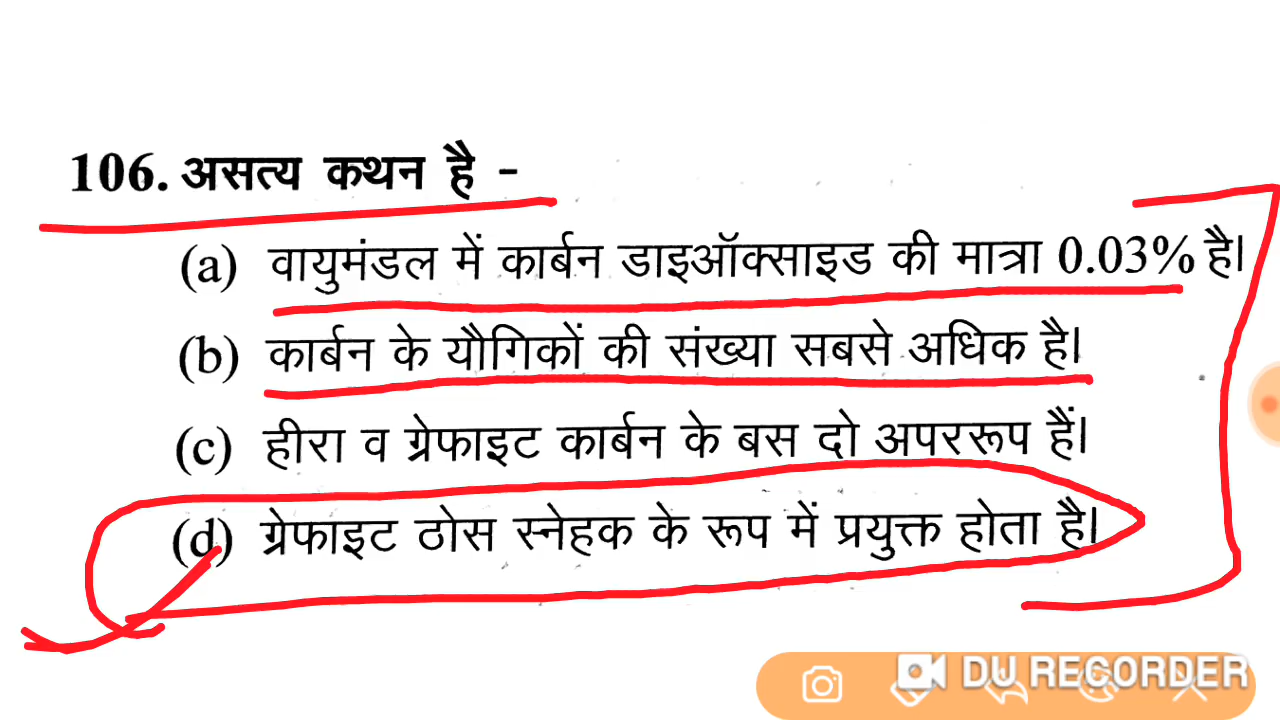 106. असत्य कथन है -
(a) वायुमंडल में कार्बन डाइऑक्साइड की मात्रा 0.03% है।
(b) कार्बन के यौगिकों की संख्या सबसे अधिक है।
(c) हीरा व ग्रेफाइट कार्बन के बस दो अपररूप हैं।
(d) ग्रेफाइट ठोस स्नेहक के रूप में प्रयुक्त होता है।
DU RECORDER